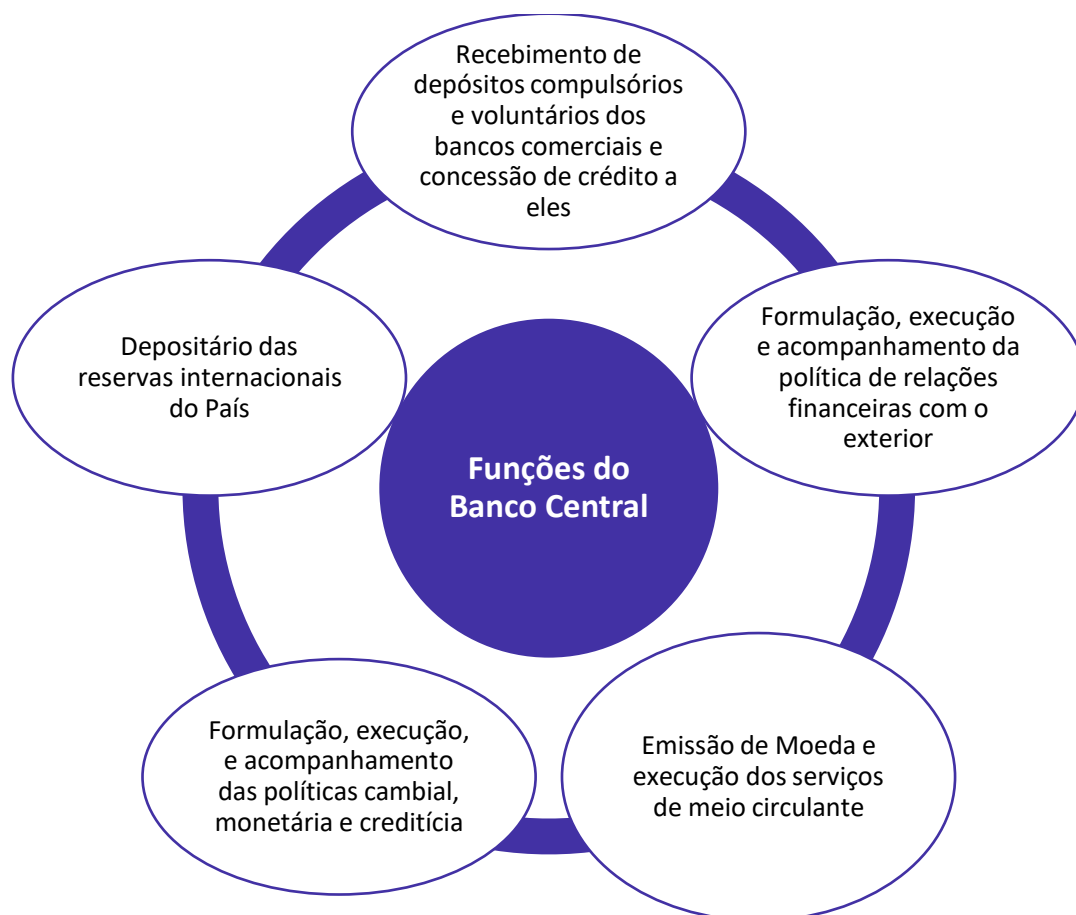 Recebimento de
depósitos compulsórios
e voluntários dos
bancos comerciais e
concessão de crédito a
eles
Formulação, execução
e acompanhamento da
política de relações
financeiras com o
exterior
Emissão de Moeda e
execução dos serviços
de meio circulante
Formulação, execução,
e acompanhamento
das políticas cambial,
monetária e creditícia
Depositário das
reservas internacionais
do País
Funções do
Banco Central